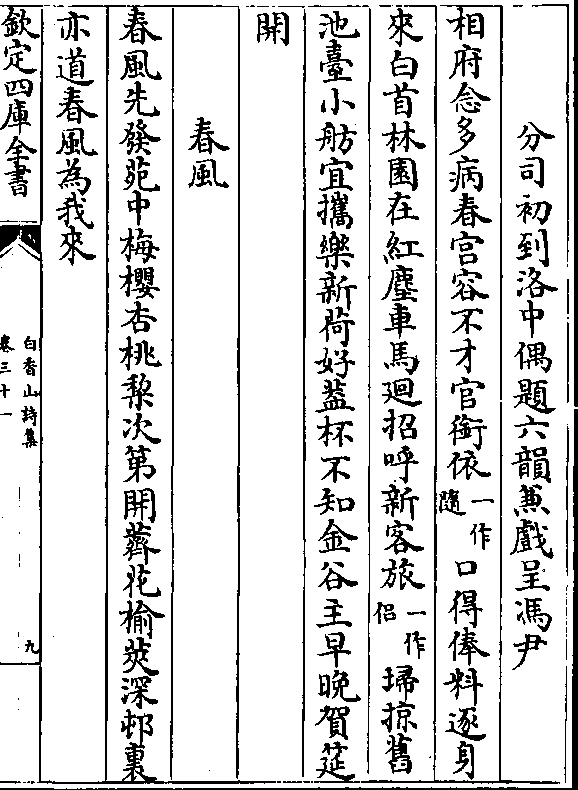 分司初到洛中偶題六韻兼戲呈馮尹
相府念多病春宫容不才官銜依一作隨口得俸料逐身
來白首林園在紅塵車馬廻招呼新客旅一作侣埽掠舊
池臺小舫宜攜樂新荷好葢杯不知金谷主早晚賀筵
開
春風
春風先發苑中梅櫻杏桃棃次第開薺花榆莢深邨裏
亦道春風為我來
欽定四庫全書
白香山詩集
卷三十一
九